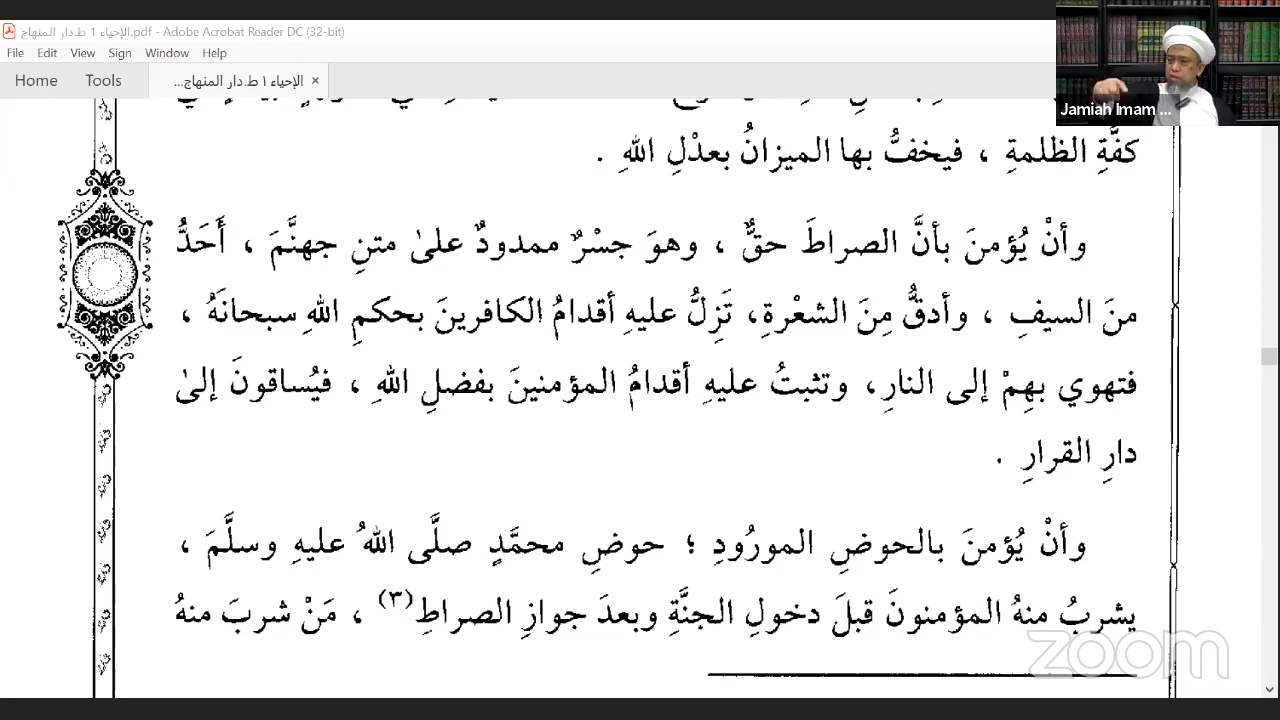 الإحياء 1 ط.دار المنهاج.pdf - Adobe Acrobat Reader DC (32-bit)
File Edit View Sign Window Help
Home Tools الإحياء ١ ط.دار المنهاج... ×
Jamiah Imam ...
كفَّةِ الظلمةِ ، فيخفُّ بها الميزانُ بعدْلِ اللهِ .
وأنْ يُؤمنَ بأنَّ الصراطَ حقٌّ ، وهوَ جسْرٌ ممدودٌ علىٰ متنِ جهنَّمَ ، أَحَدُّ
منَ السيفِ ، وأدقُّ مِنَ الشعْرةِ، تَزِلُّ عليهِ أقدامُ الكافرينَ بحكمِ اللهِ سبحانَهُ ،
فتهوي بهِمْ إلى النارِ، وتثبتُ عليهِ أقدامُ المؤمنينَ بفضلِ اللهِ ، فيُساقونَ إلىٰ
دارِ القرارِ .
وأنْ يُؤمنَ بالحوضِ المورُودِ ؛ حوضِ محمَّدٍ صلَّى اللهُ عليهِ وسلَّمَ ،
يشربُ منهُ المؤمنونَ قبلَ دخولِ الجنَّةِ وبعدَ جوازِ الصراطِ(٣) ، مَنْ شربَ منهُ
zoom